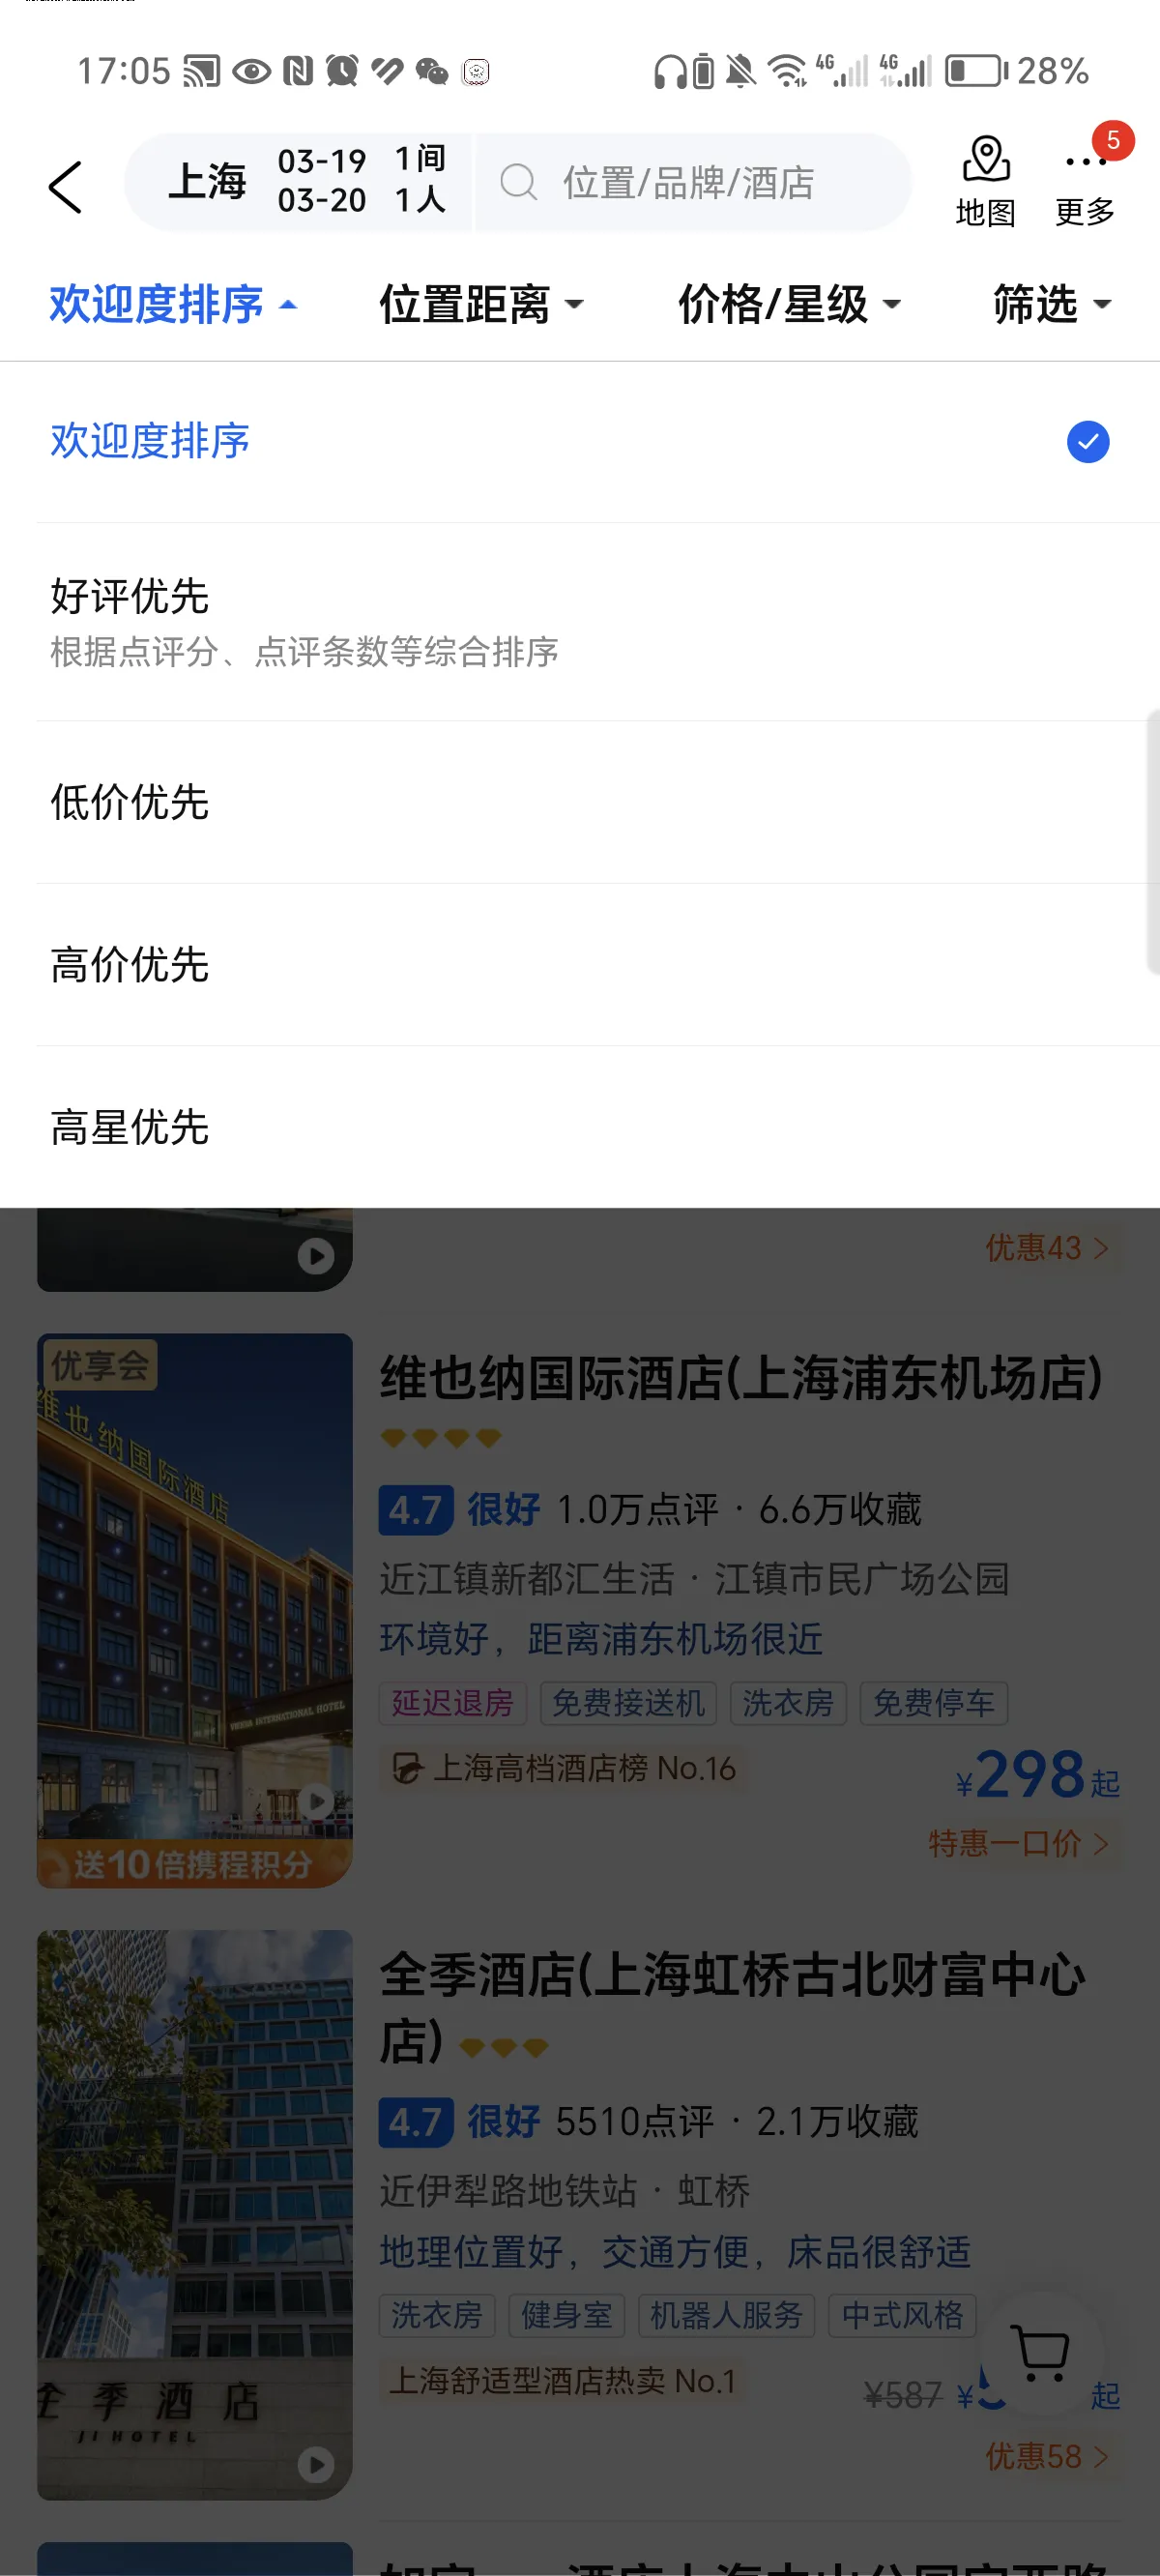 17:05
4G
4G
28%
上海
03-19
1间
03-20
1人
位置/品牌/酒店
地图
5
更多
欢迎度排序
位置距离
价格/星级
筛选
欢迎度排序
好评优先
根据点评分、点评条数等综合排序
低价优先
高价优先
高星优先
优惠43 >
优享会
维也纳国际酒店
VIENNA INTERNATIONAL HOTEL
送10倍携程积分
维也纳国际酒店(上海浦东机场店)
4.7 很好 1.0万点评 · 6.6万收藏
近江镇新都汇生活 · 江镇市民广场公园
环境好，距离浦东机场很近
延迟退房 免费接送机 洗衣房 免费停车
上海高档酒店榜 No.16
¥298起
特惠一口价 >
全季酒店
JI HOTEL
全季酒店(上海虹桥古北财富中心
店)
4.7 很好 5510点评 · 2.1万收藏
近伊犁路地铁站 · 虹桥
地理位置好，交通方便，床品很舒适
洗衣房 健身室 机器人服务 中式风格
上海舒适型酒店热卖 No.1
¥587 ¥ 起
优惠58 >